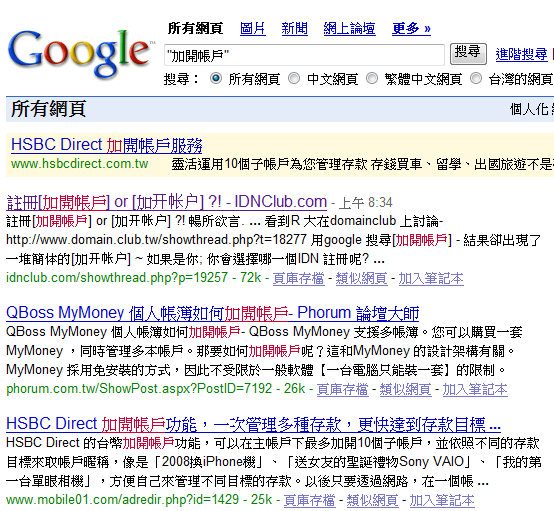 所有網頁 圖片 新聞 網上論壇 更多 »
Google™
"加開帳戶" 搜尋 進階搜尋
搜尋： 所有網頁 中文網頁 繁體中文網頁 台灣的網頁
所有網頁 個人化
HSBC Direct 加開帳戶服務
www.hsbcdirect.com.tw 靈活運用10個子帳戶為您管理存款 存錢買車、留學、出國旅遊不是
註冊[加開帳戶] or [加开帐户] ?! - IDNClub.com - 上午 8:34
註冊[加開帳戶] or [加开帐户] ?! 暢所欲言. ... 看到R 大在domainclub 上討論-
http://www.domain.club.tw/showthread.php?t=18277 用google 搜尋[加開帳戶] - 結果卻出現了
一堆簡体的[加开帐户] ~ 如果是你; 你會選擇哪一個IDN 註冊呢? ...
idnclub.com/showthread.php?p=19257 - 72k - 頁庫存檔 - 類似網頁 - 加入筆記本
QBoss MyMoney 個人帳簿如何加開帳戶- Phorum 論壇大師
QBoss MyMoney 個人帳簿如何加開帳戶- QBoss MyMoney 支援多帳簿。您可以購買一套
MyMoney ，同時管理多本帳戶。那要如何加開帳戶呢？這和MyMoney 的設計架構有關。
MyMoney 採用免安裝的方式，因此不受限於一般軟體【一台電腦只能裝一套】的限制。
phorum.com.tw/ShowPost.aspx?PostID=7192 - 26k - 頁庫存檔 - 類似網頁 - 加入筆記本
HSBC Direct 加開帳戶功能，一次管理多種存款，更快達到存款目標 ...
HSBC Direct 的台幣加開帳戶功能，可以在主帳戶下最多加開10個子帳戶，並依照不同的存款
目標來取帳戶暱稱，像是「2008換iPhone機」、「送女友的聖誕禮物Sony VAIO」、「我的第
一台單眼相機」，方便自己來管理不同目標的存款。以後只要透過網路，在一個帳 ...
www.mobile01.com/adredir.php?id=1429 - 25k - 頁庫存檔 - 類似網頁 - 加入筆記本